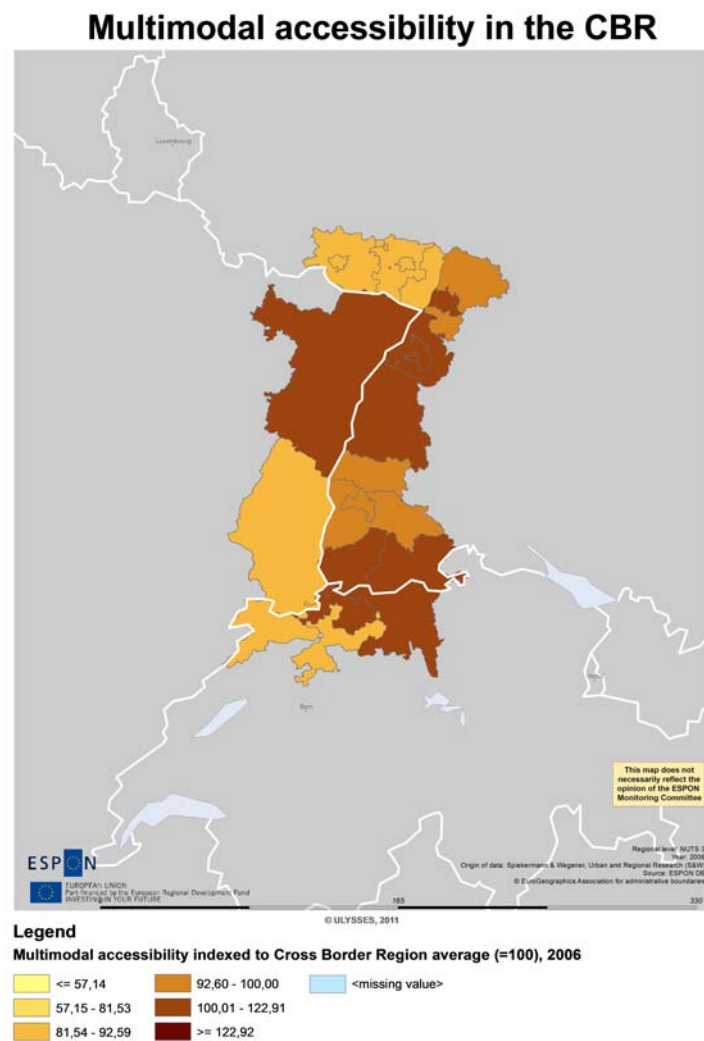 Multimodal accessibility in the CBR
Luxembourg
Bern
This map does not
necessarily reflect the
opinion of the ESPON
Monitoring Committee
Regional level: NUTS 3
Year: 2006
Origin of data: Spiekermann & Wegener, Urban and Regional Research (S&W)
Source: ESPON DB
© EuroGeographics Association for administrative boundaries
ESPON
EUROPEAN UNION
Part-financed by the European Regional Development Fund
INVESTING IN YOUR FUTURE
165
330
© ULYSSES, 2011
Legend
Multimodal accessibility indexed to Cross Border Region average (=100), 2006
<= 57,14
92,60 - 100,00
<missing value>
57,15 - 81,53
100,01 - 122,91
81,54 - 92,59
>= 122,92